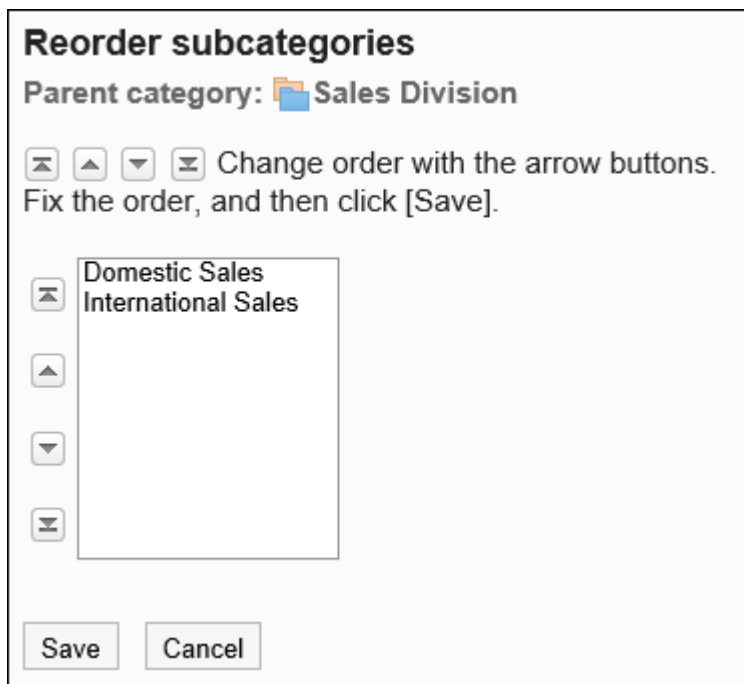 Reorder subcategories
Parent category: Sales Division
Change order with the arrow buttons.
Fix the order, and then click [Save].
Domestic Sales
International Sales
Save
Cancel